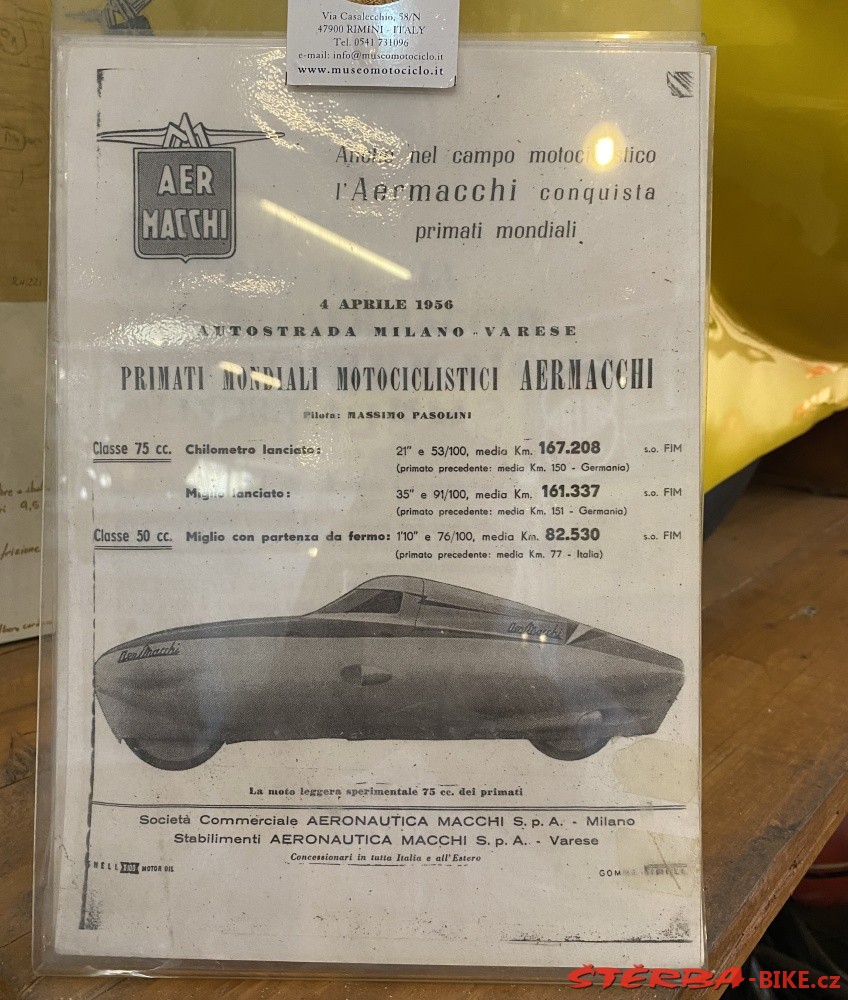 Via Casalecchio, 58/N
47900 RIMINI - ITALY
Tel. 0541 731096
e-mail: info@museomotociclo.it
www.museomotociclo.it
AER
MACCHI
Anche nel campo motociclistico
l'Aermacchi conquista
primati mondiali
4 APRILE 1956
AUTOSTRADA MILANO - VARESE
PRIMATI MONDIALI MOTOCICLISTICI AERMACCHI
Pilota: MASSIMO PASOLINI
Classe 75 cc. Chilometro lanciato: 21" e 53/100, media Km. 167.208 s.o. FIM
(primato precedente: media Km. 150 - Germania)
Miglio lanciato: 35" e 91/100, media Km. 161.337 s.o. FIM
(primato precedente: media Km. 151 - Germania)
Classe 50 cc. Miglio con partenza da fermo: 1'10" e 76/100, media Km. 82.530 s.o. FIM
(primato precedente: media Km. 77 - Italia)
AerMacchi
AerMacchi
La moto leggera sperimentale 75 cc. dei primati
Società Commerciale AERONAUTICA MACCHI S. p. A. - Milano
Stabilimenti AERONAUTICA MACCHI S. p. A. - Varese
Concessionari in tutta Italia e all'Estero
SHELL X-100 MOTOR OIL
ŠTĚRBA-BIKE.cz